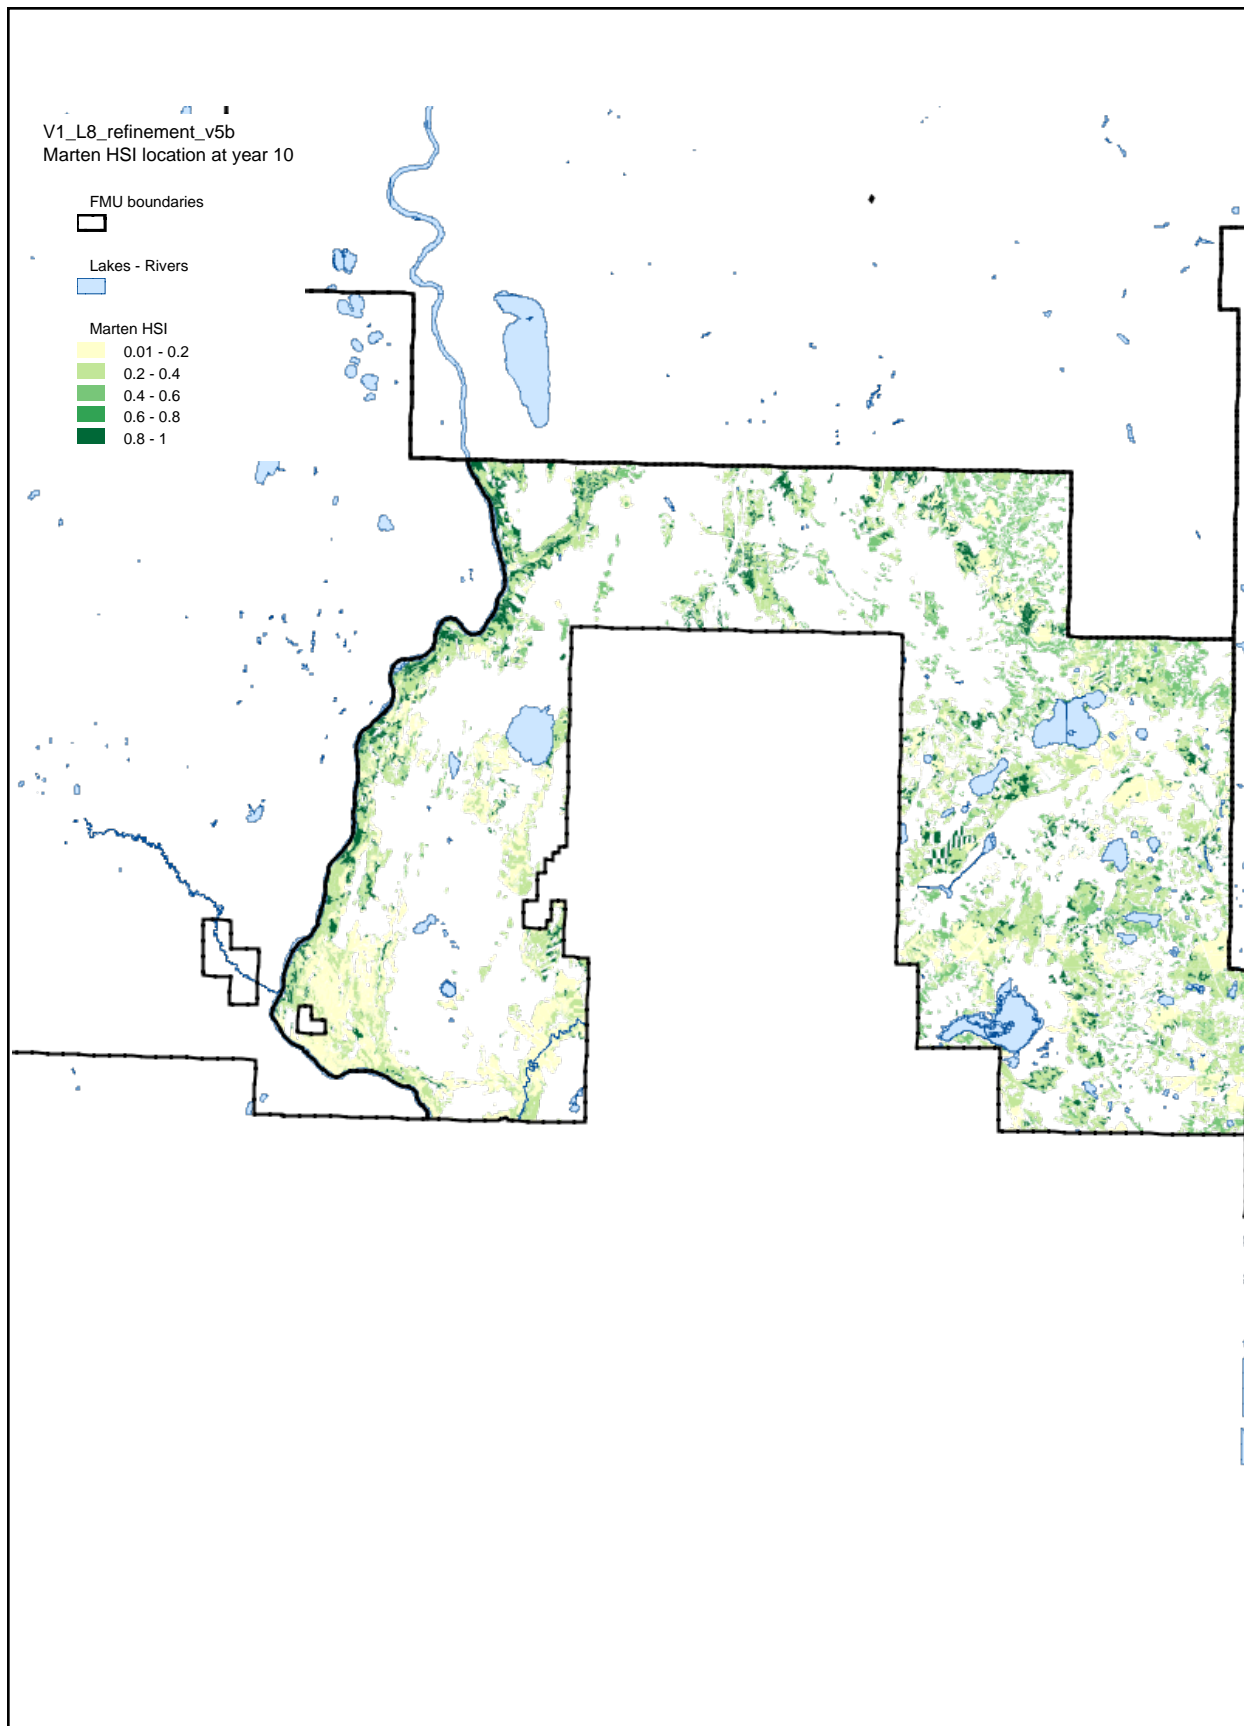 V1_L8_refinement_v5b
Marten HSI location at year 10
FMU boundaries
Lakes - Rivers
Marten HSI
0.01 - 0.2
0.2 - 0.4
0.4 - 0.6
0.6 - 0.8
0.8 - 1